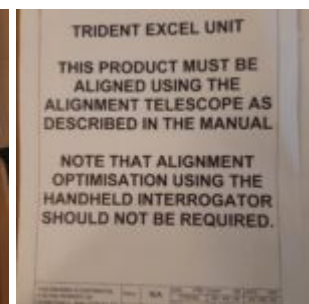 TRIDENT EXCEL UNIT
THIS PRODUCT MUST BE
ALIGNED USING THE
ALIGNMENT TELESCOPE AS
DESCRIBED IN THE MANUAL
NOTE THAT ALIGNMENT
OPTIMISATION USING THE
HANDHELD INTERROGATOR
SHOULD NOT BE REQUIRED.
N/A